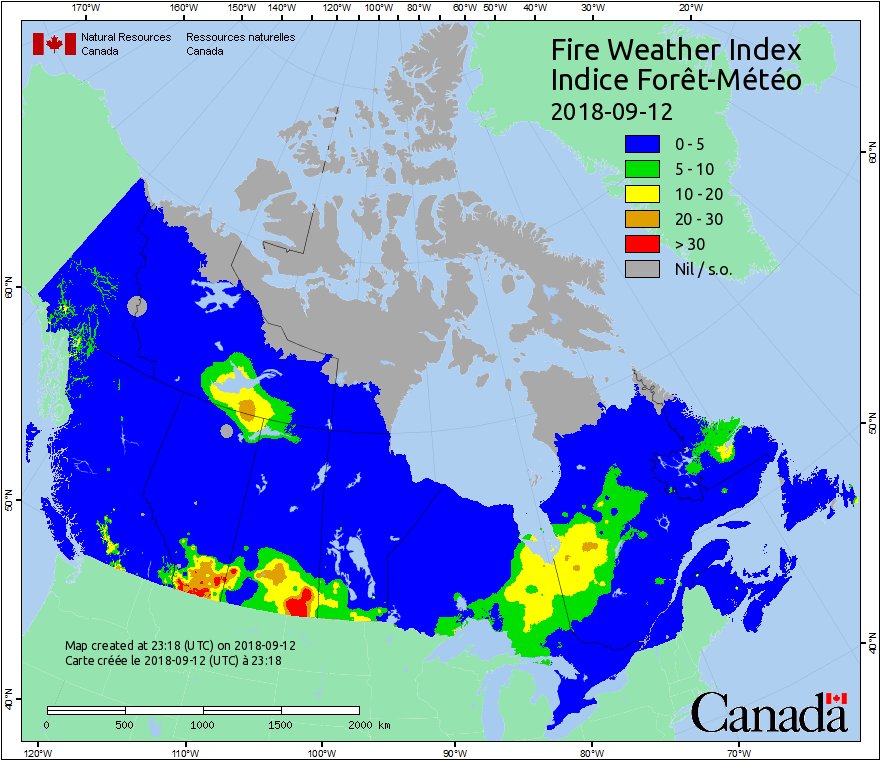 170°W 160°W 150°W 140°W 120°W 100°W 80°W 60°W 50°W 40°W 30°W 20°W
Natural Resources Canada
Ressources naturelles Canada
Fire Weather Index
Indice Forêt-Météo
2018-09-12
0 - 5
5 - 10
10 - 20
20 - 30
> 30
Nil / s.o.
60°N
50°N
40°N
60°N
50°N
40°N
Map created at 23:18 (UTC) on 2018-09-12
Carte créée le 2018-09-12 (UTC) à 23:18
0 500 1000 1500 2000 km
Canada
120°W 110°W 100°W 90°W 80°W 70°W